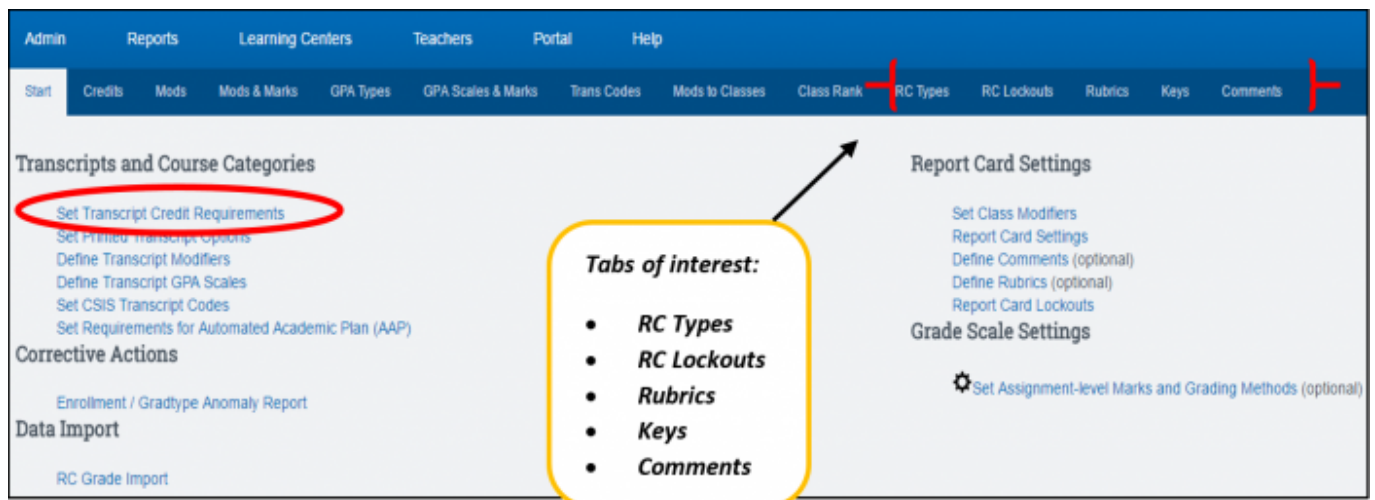 Admin Reports Learning Centers Teachers Portal Help
Start Credits Mods Mods & Marks GPA Types GPA Scales & Marks Trans Codes Mods to Classes Class Rank RC Types RC Lockouts Rubrics Keys Comments
Transcripts and Course Categories
Set Transcript Credit Requirements
Set Printed Transcript Options
Define Transcript Modifiers
Define Transcript GPA Scales
Set CSIS Transcript Codes
Set Requirements for Automated Academic Plan (AAP)
Corrective Actions
Enrollment / Gradtype Anomaly Report
Data Import
RC Grade Import
Tabs of interest:
• RC Types
• RC Lockouts
• Rubrics
• Keys
• Comments
Report Card Settings
Set Class Modifiers
Report Card Settings
Define Comments (optional)
Define Rubrics (optional)
Report Card Lockouts
Grade Scale Settings
Set Assignment-level Marks and Grading Methods (optional)